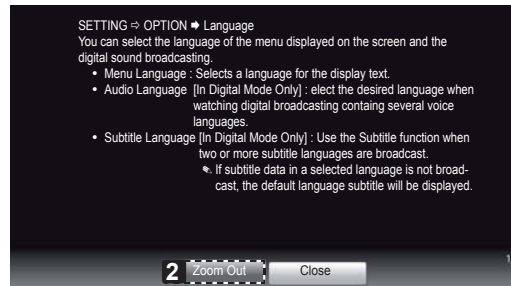 SETTING ⇨ OPTION ➡ Language
You can select the language of the menu displayed on the screen and the
digital sound broadcasting.
• Menu Language : Selects a language for the display text.
• Audio Language [In Digital Mode Only] : elect the desired language when
watching digital broadcasting containg several voice
languages.
• Subtitle Language [In Digital Mode Only] : Use the Subtitle function when
two or more subtitle languages are broadcast.
If subtitle data in a selected language is not broad-
cast, the default language subtitle will be displayed.
2 Zoom Out Close